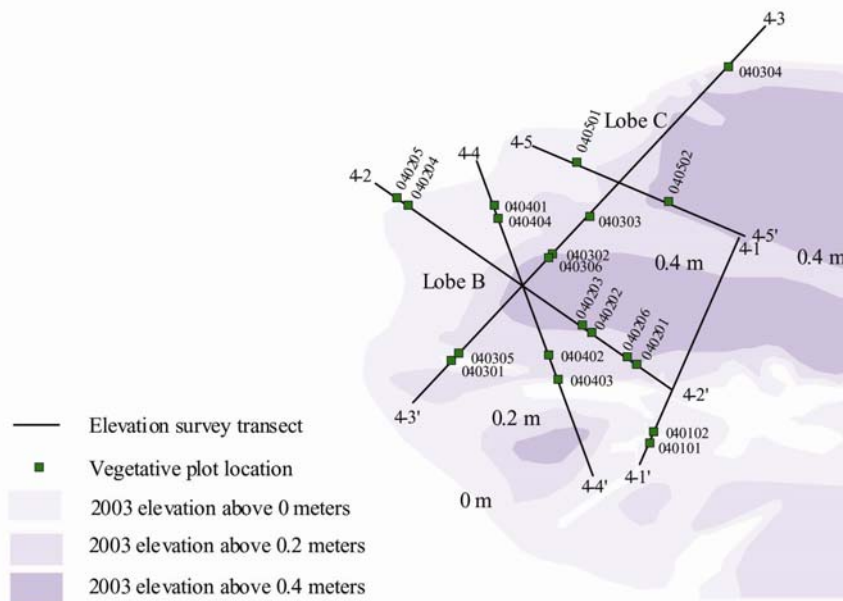 4-3
040304
Lobe C
040501
4-5
4-4
040502
040205
040204
4-2
040401
040404
040303
4-5'
4-1
040302
040306
0.4 m
0.4 m
Lobe B
040203
040202
040206
040201
040305
040301
040402
040403
4-2'
4-3'
0.2 m
040102
040101
4-1'
4-4'
0 m
Elevation survey transect
Vegetative plot location
2003 elevation above 0 meters
2003 elevation above 0.2 meters
2003 elevation above 0.4 meters